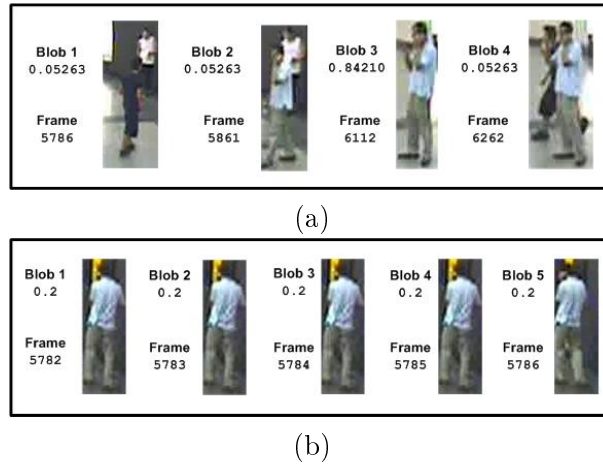 Blob 1
0.05263
Blob 2
0.05263
Blob 3
0.84210
Blob 4
0.05263
Frame
5786
Frame
5861
Frame
6112
Frame
6262
(a)
Blob 1
0.2
Blob 2
0.2
Blob 3
0.2
Blob 4
0.2
Blob 5
0.2
Frame
5782
Frame
5783
Frame
5784
Frame
5785
Frame
5786
(b)